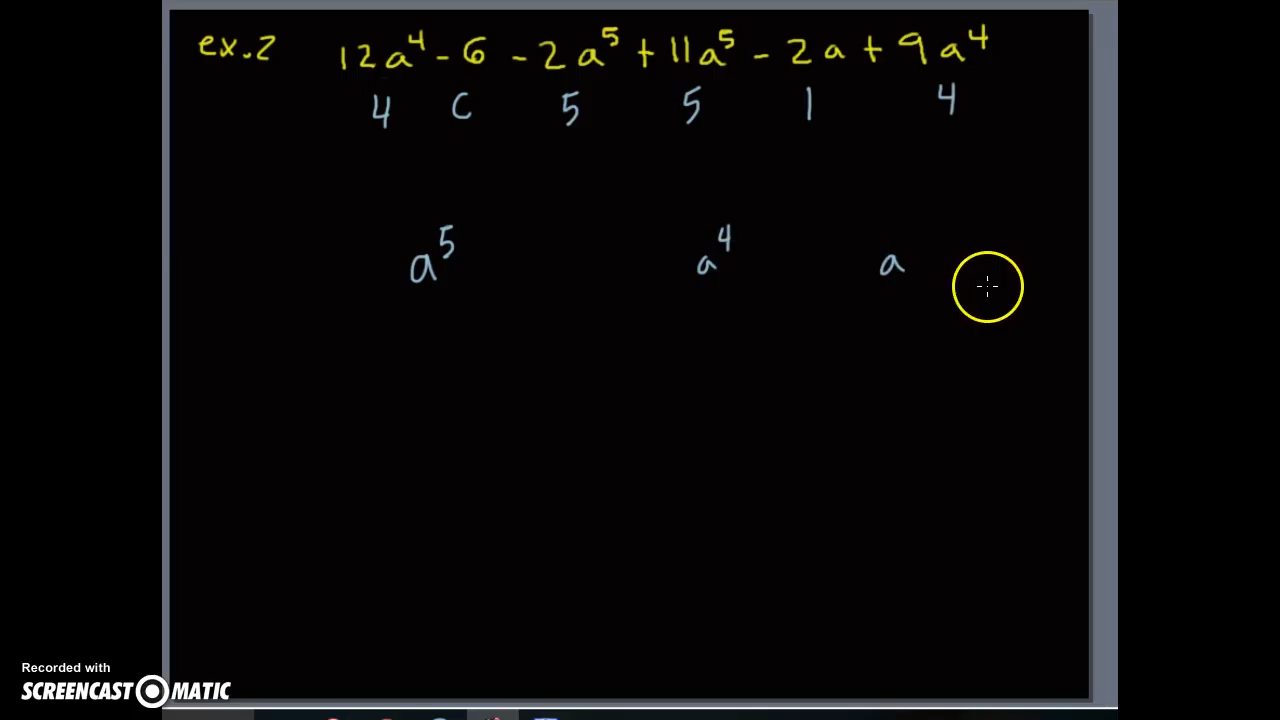 ex.2 12a⁴ - 6 - 2a⁵ + 11a⁵ - 2a + 9a⁴
4 C 5 5 1 4
a⁵ a⁴ a
Recorded with
SCREENCAST O MATIC